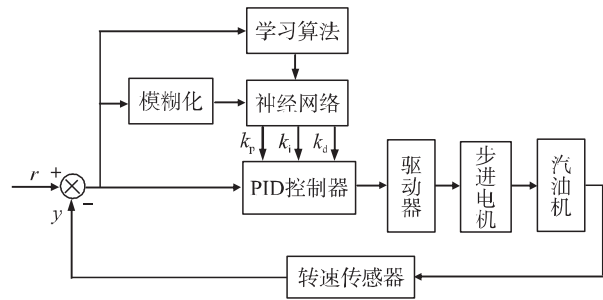 学习算法
模糊化
神经网络
kp ki kd
r +
y −
PID控制器
驱动器
步进电机
汽油机
转速传感器